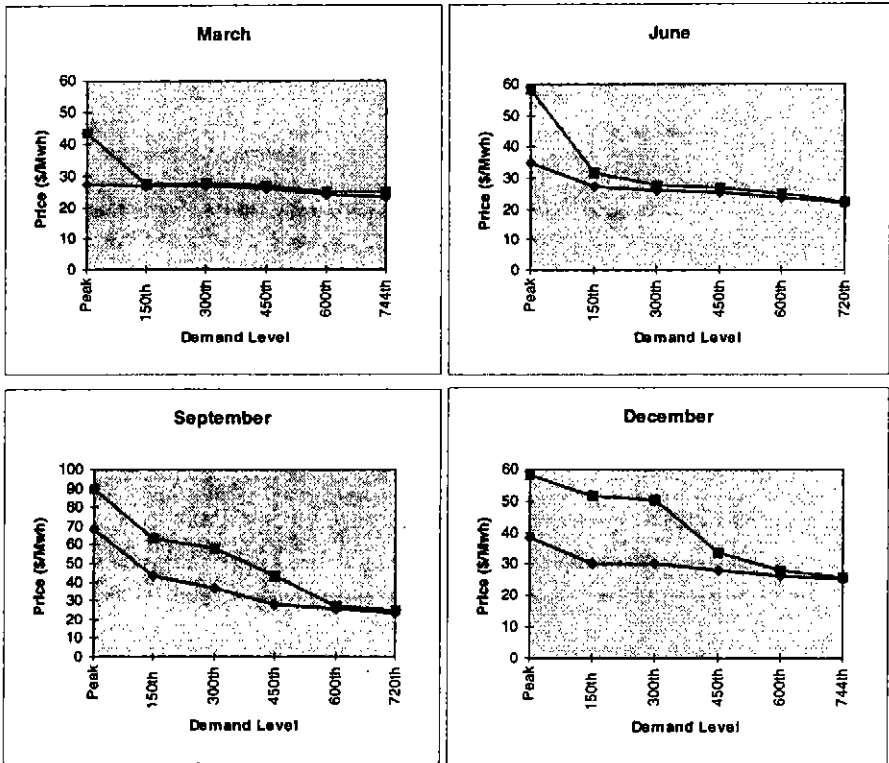 March
Price ($/Mwh)
60
50
40
30
20
10
0
Peak
150th
300th
450th
600th
744th
Demand Level
June
Price ($/Mwh)
60
50
40
30
20
10
0
Peak
150th
300th
450th
600th
720th
Demand Level
September
Price ($/Mwh)
100
90
80
70
60
50
40
30
20
10
0
Peak
150th
300th
450th
600th
720th
Demand Level
December
Price ($/Mwh)
60
50
40
30
20
10
0
Peak
150th
300th
450th
600th
744th
Demand Level